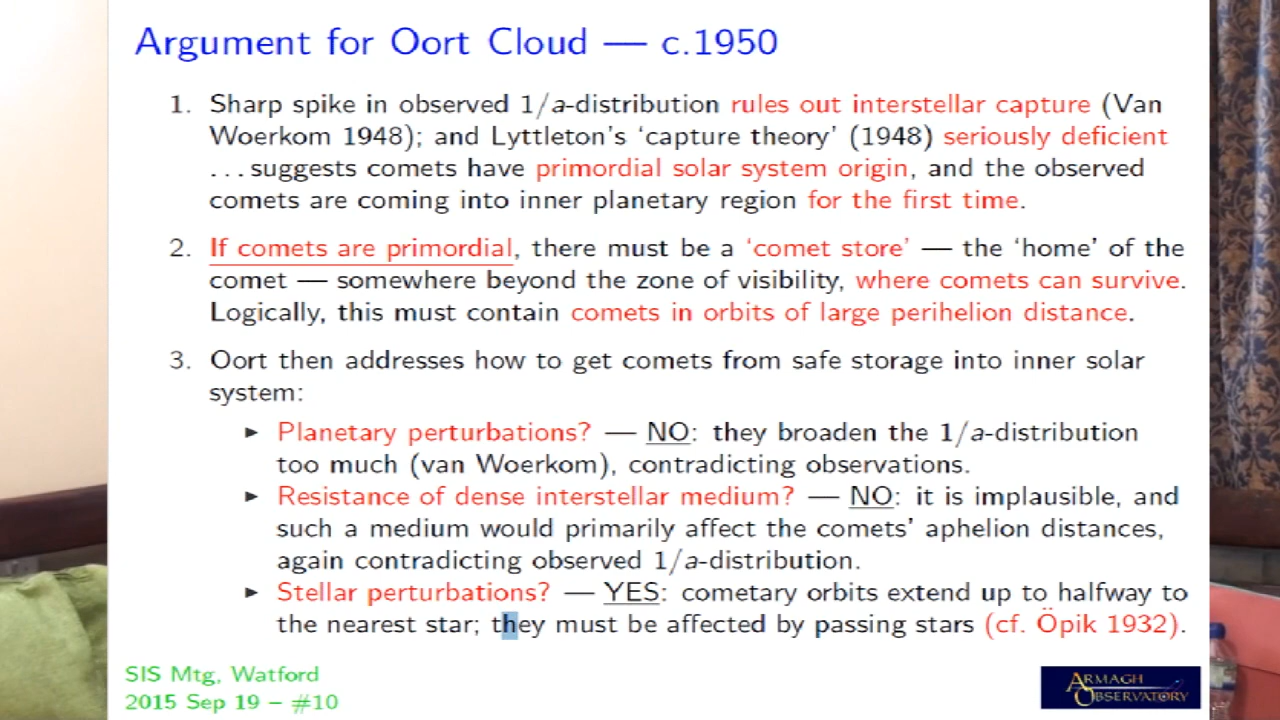 Argument for Oort Cloud — c.1950
1. Sharp spike in observed 1/a-distribution rules out interstellar capture (Van
Woerkom 1948); and Lyttleton's ‘capture theory’ (1948) seriously deficient
...suggests comets have primordial solar system origin, and the observed
comets are coming into inner planetary region for the first time.
2. If comets are primordial, there must be a ‘comet store’ — the ‘home’ of the
comet — somewhere beyond the zone of visibility, where comets can survive.
Logically, this must contain comets in orbits of large perihelion distance.
3. Oort then addresses how to get comets from safe storage into inner solar
system:
▶ Planetary perturbations? — NO: they broaden the 1/a-distribution
too much (van Woerkom), contradicting observations.
▶ Resistance of dense interstellar medium? — NO: it is implausible, and
such a medium would primarily affect the comets' aphelion distances,
again contradicting observed 1/a-distribution.
▶ Stellar perturbations? — YES: cometary orbits extend up to halfway to
the nearest star; they must be affected by passing stars (cf. Öpik 1932).
SIS Mtg, Watford
2015 Sep 19 – #10
ARMAGH
OBSERVATORY